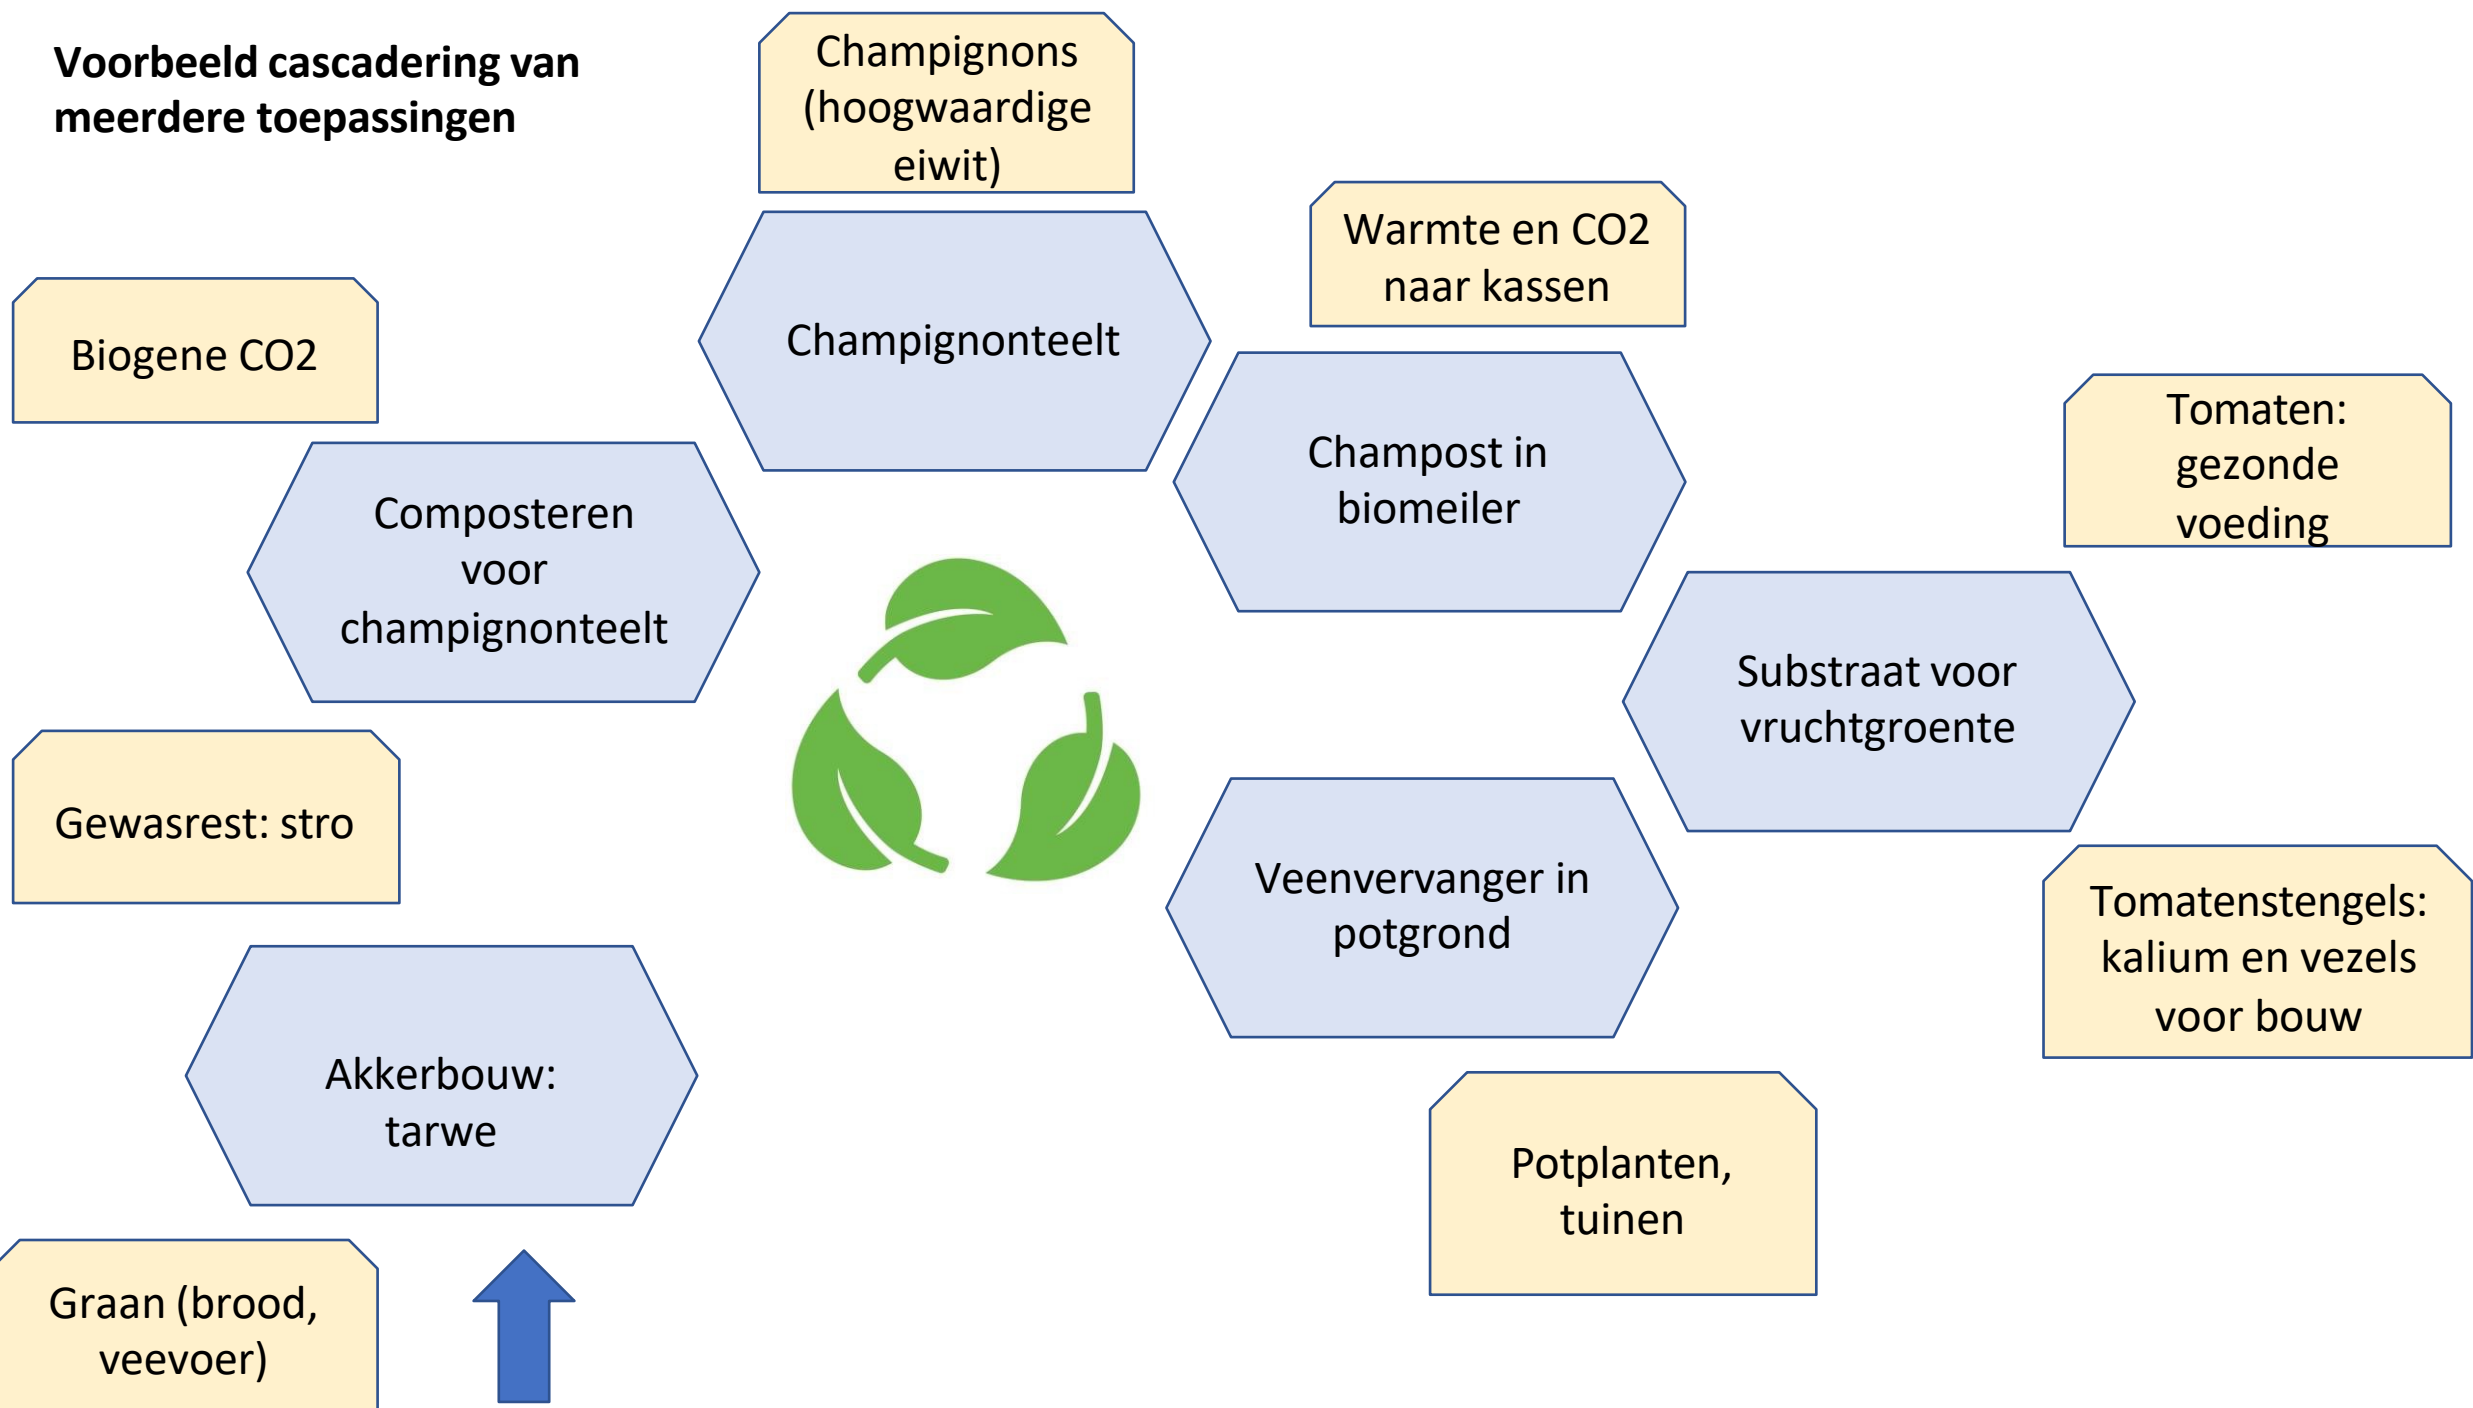 Voorbeeld cascadering van
meerdere toepassingen
Champignons
(hoogwaardige
eiwit)
Warmte en CO2
naar kassen
Biogene CO2
Champignonteelt
Tomaten:
gezonde
voeding
Champost in
biomeiler
Composteren
voor
champignonteelt
Substraat voor
vruchtgroente
Gewasrest: stro
Veenvervanger in
potgrond
Tomatenstengels:
kalium en vezels
voor bouw
Akkerbouw:
tarwe
Potplanten,
tuinen
Graan (brood,
veevoer)